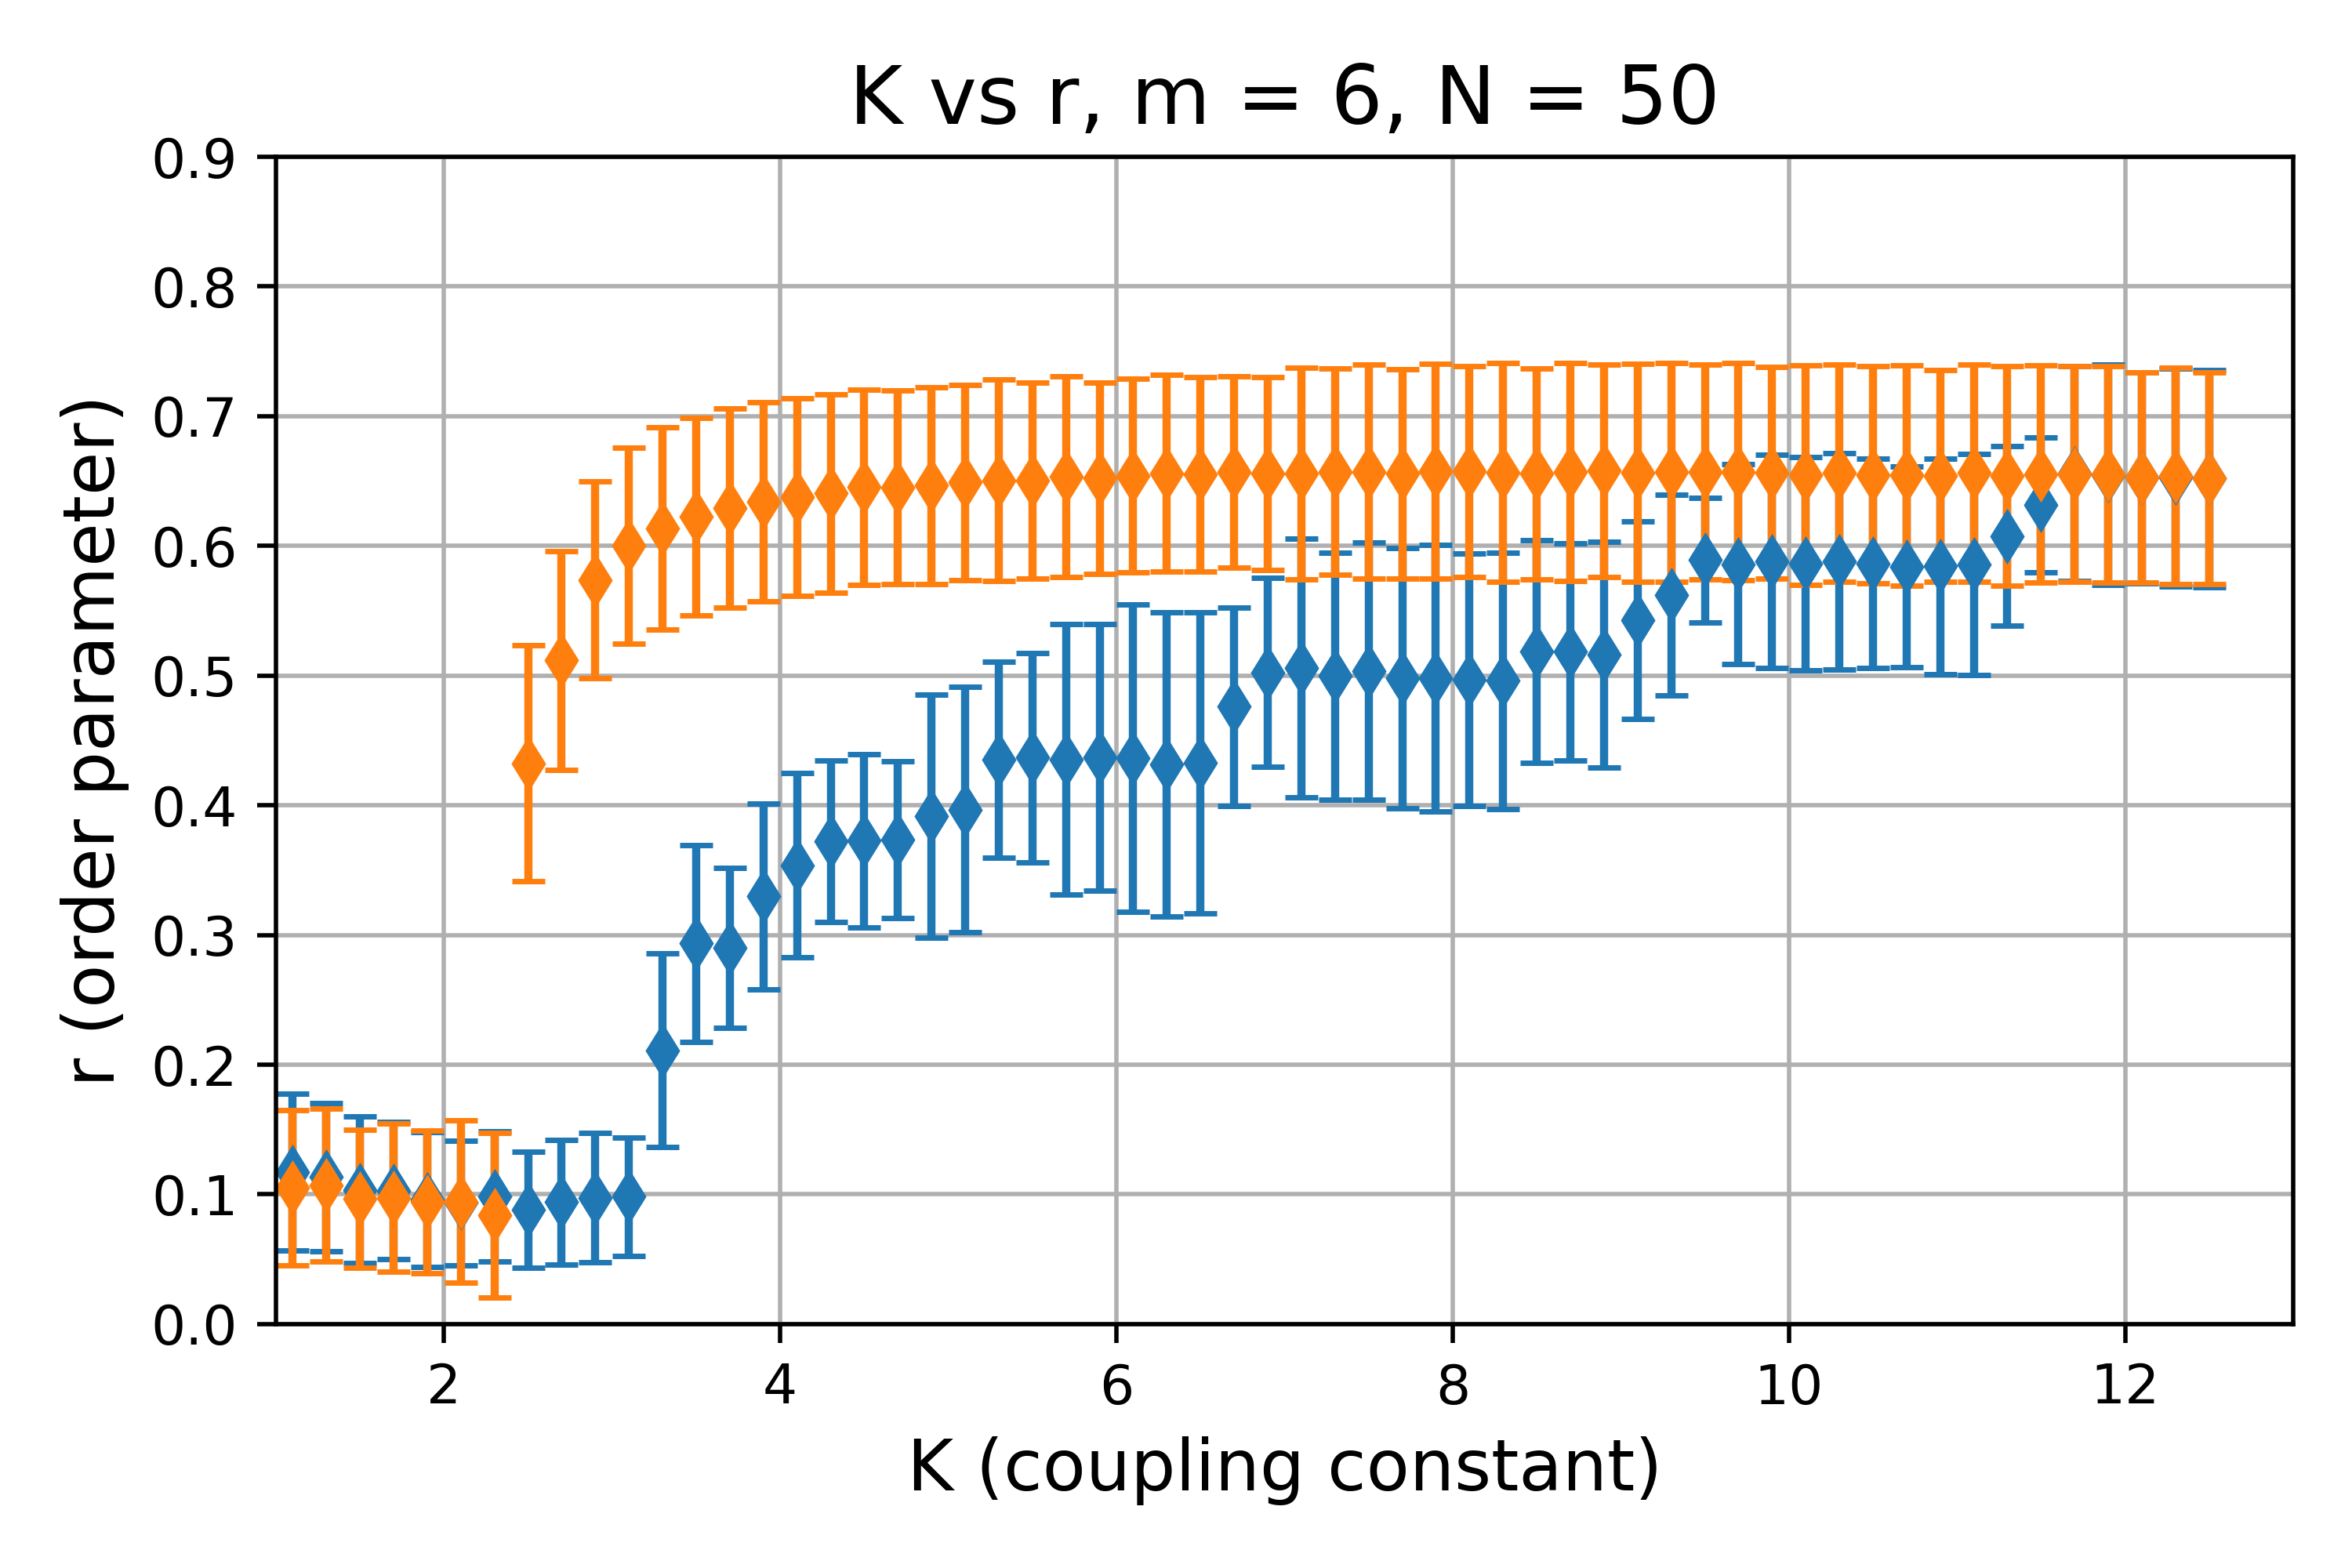 K vs r, m = 6, N = 50
r (order parameter)
0.9
0.8
0.7
0.6
0.5
0.4
0.3
0.2
0.1
0.0
2 4 6 8 10 12
K (coupling constant)